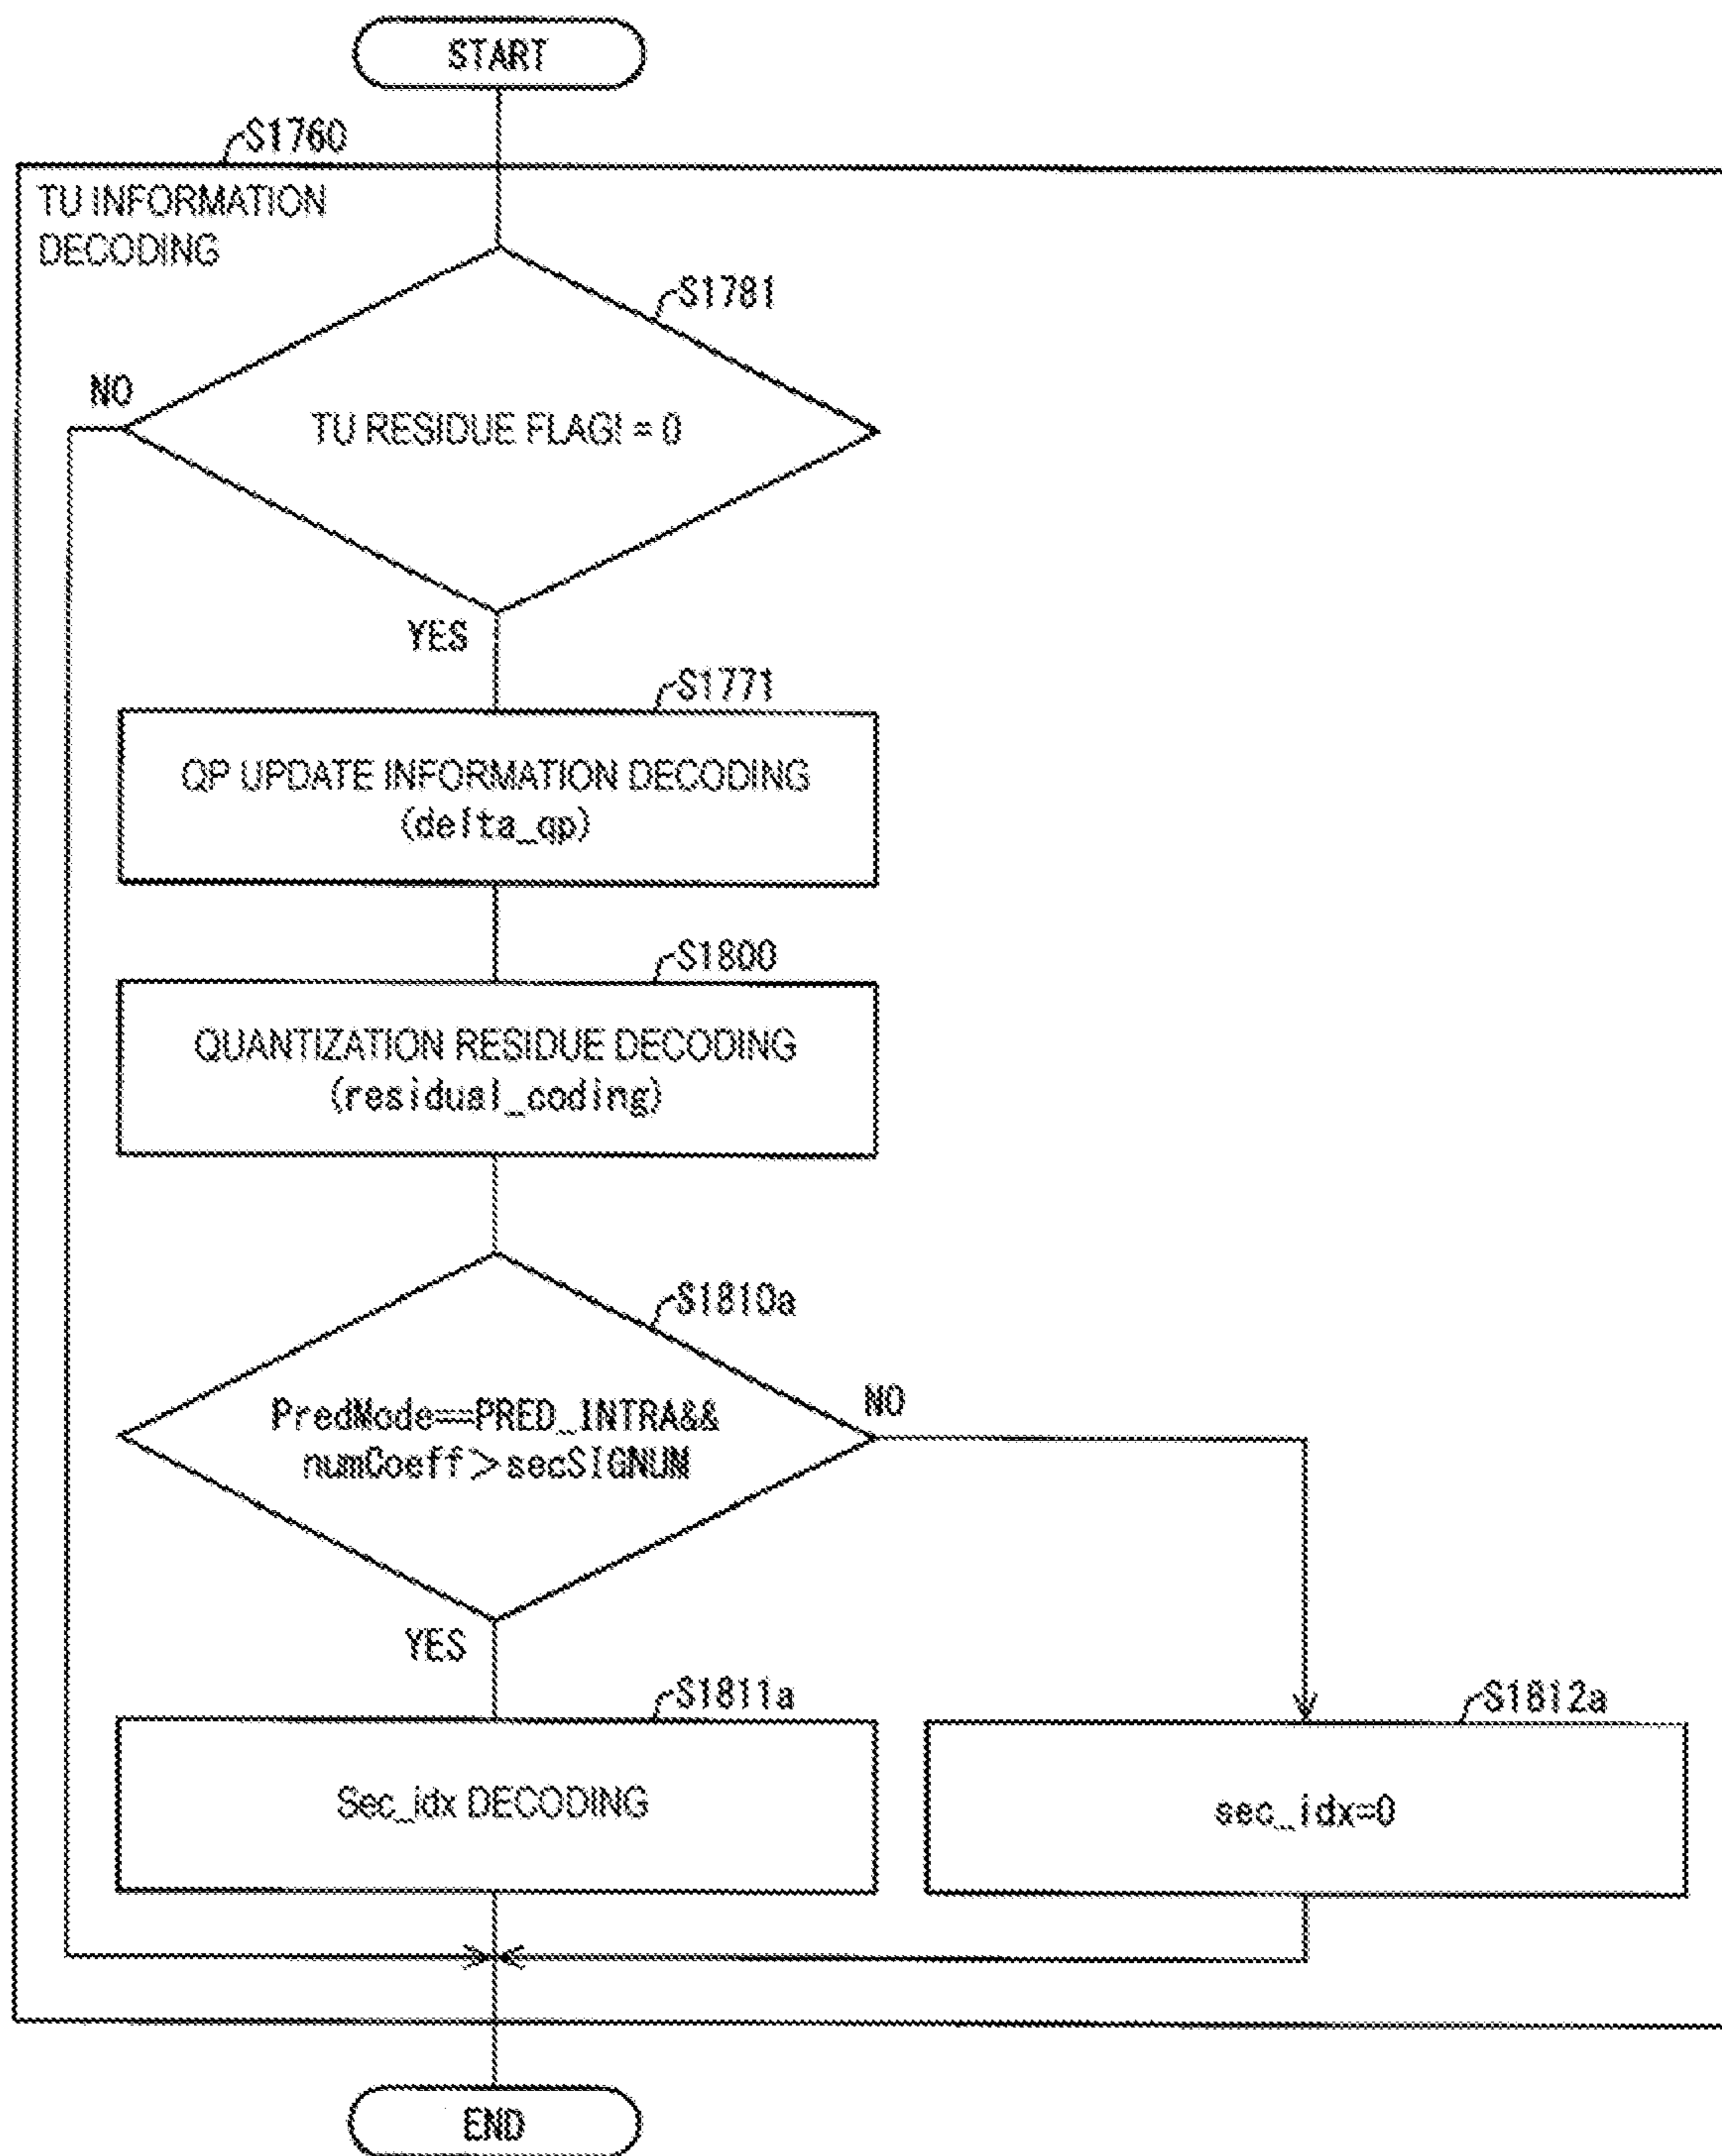 START
S1760
TU INFORMATION
DECODING
S1781
NO
TU RESIDUE FLAG! = 0
YES
S1771
QP UPDATE INFORMATION DECODING
(delta_qp)
S1800
QUANTIZATION RESIDUE DECODING
(residual_coding)
S1810a
PredMode==PRED_INTRA&&
numCoeff>secSIGNUM
NO
YES
S1811a
S1812a
Sec_idx DECODING
sec_idx=0
END